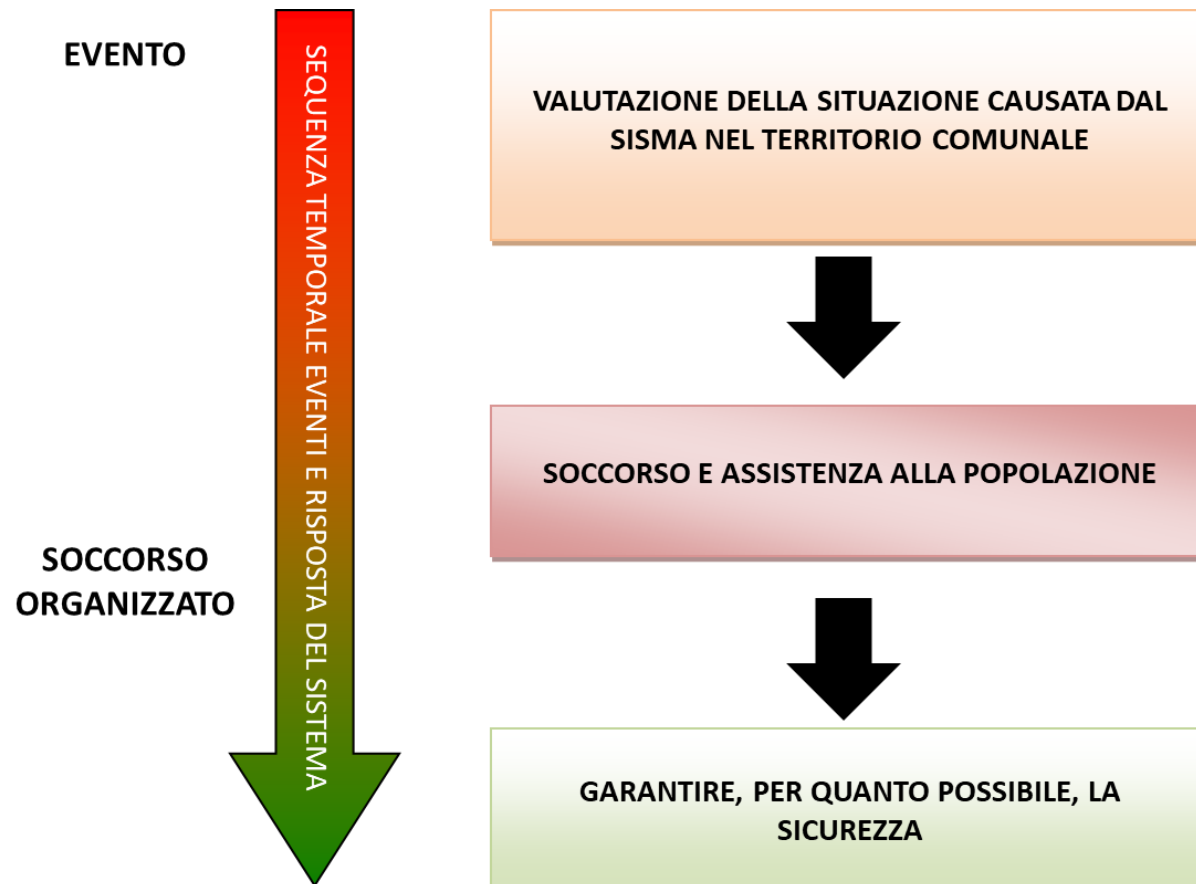 EVENTO
SEQUENZA TEMPORALE EVENTI E RISPOSTA DEL SISTEMA
VALUTAZIONE DELLA SITUAZIONE CAUSATA DAL
SISMA NEL TERRITORIO COMUNALE
SOCCORSO E ASSISTENZA ALLA POPOLAZIONE
SOCCORSO
ORGANIZZATO
GARANTIRE, PER QUANTO POSSIBILE, LA
SICUREZZA